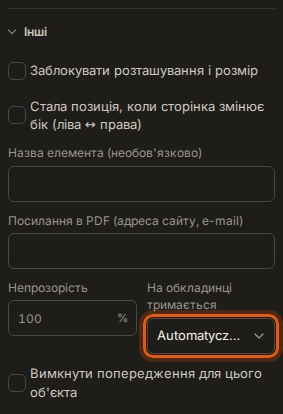 Інші
Заблокувати розташування і розмір
Стала позиція, коли сторінка змінює
бік (ліва ↔ права)
Назва елемента (необов'язково)
Посилання в PDF (адреса сайту, e-mail)
Непрозорість
На обкладинці
тримається
100 %
Automatycz...
Вимкнути попередження для цього
об'єкта